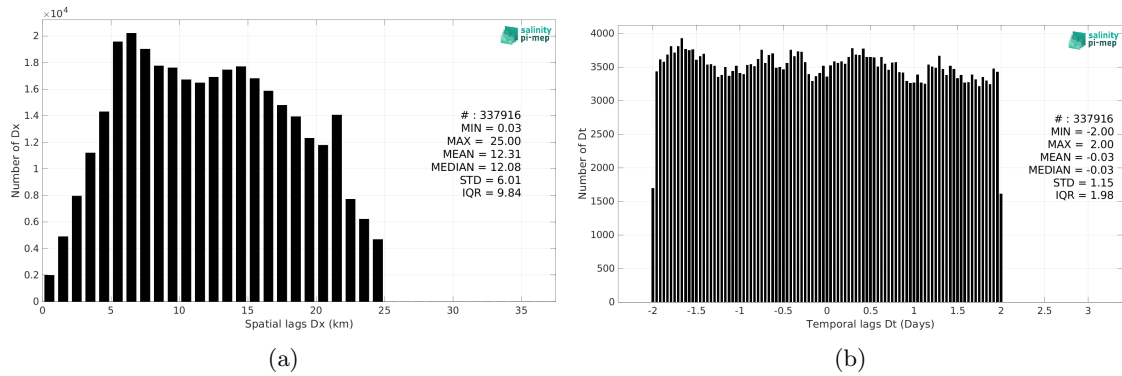 ×10⁴
2
1.8
1.6
1.4
1.2
1
0.8
0.6
0.4
0.2
0
Number of Dx
0 5 10 15 20 25 30 35
Spatial lags Dx (km)
salinity
pi-mep
# : 337916
MIN = 0.03
MAX = 25.00
MEAN = 12.31
MEDIAN = 12.08
STD = 6.01
IQR = 9.84
(a)
4000
3500
3000
2500
2000
1500
1000
500
0
Number of Dt
-2 -1.5 -1 -0.5 0 0.5 1 1.5 2 2.5 3
Temporal lags Dt (Days)
salinity
pi-mep
# : 337916
MIN = -2.00
MAX = 2.00
MEAN = -0.03
MEDIAN = -0.03
STD = 1.15
IQR = 1.98
(b)